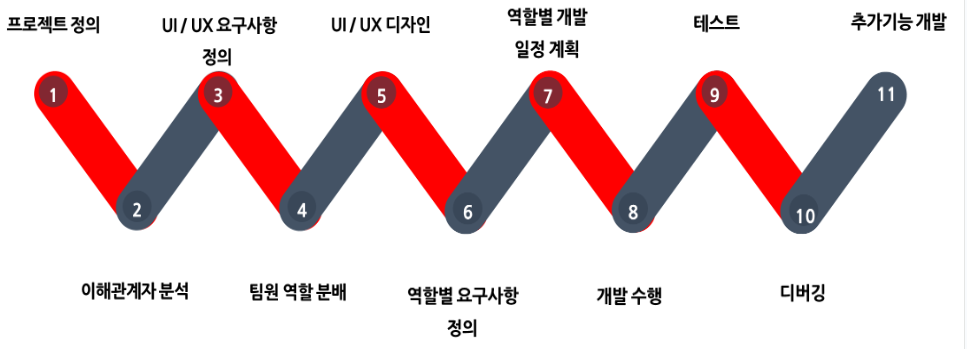 프로젝트 정의
UI / UX 요구사항
정의
UI / UX 디자인
역할별 개발
일정 계획
테스트
추가기능 개발
1
3
5
7
9
11
2
4
6
8
10
이해관계자 분석
팀원 역할 분배
역할별 요구사항
정의
개발 수행
디버깅